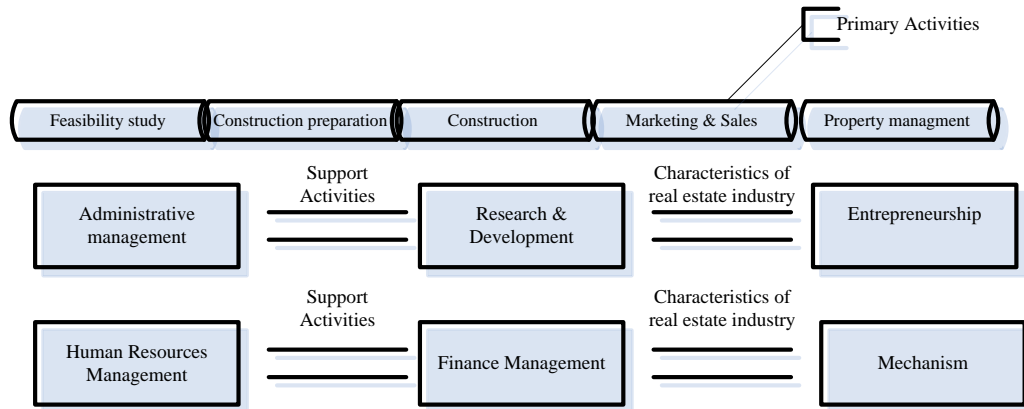 Primary Activities
Feasibility study
Construction preparation
Construction
Marketing & Sales
Property managment
Support
Activities
Characteristics of
real estate industry
Administrative
management
Research &
Development
Entrepreneurship
Support
Activities
Characteristics of
real estate industry
Human Resources
Management
Finance Management
Mechanism